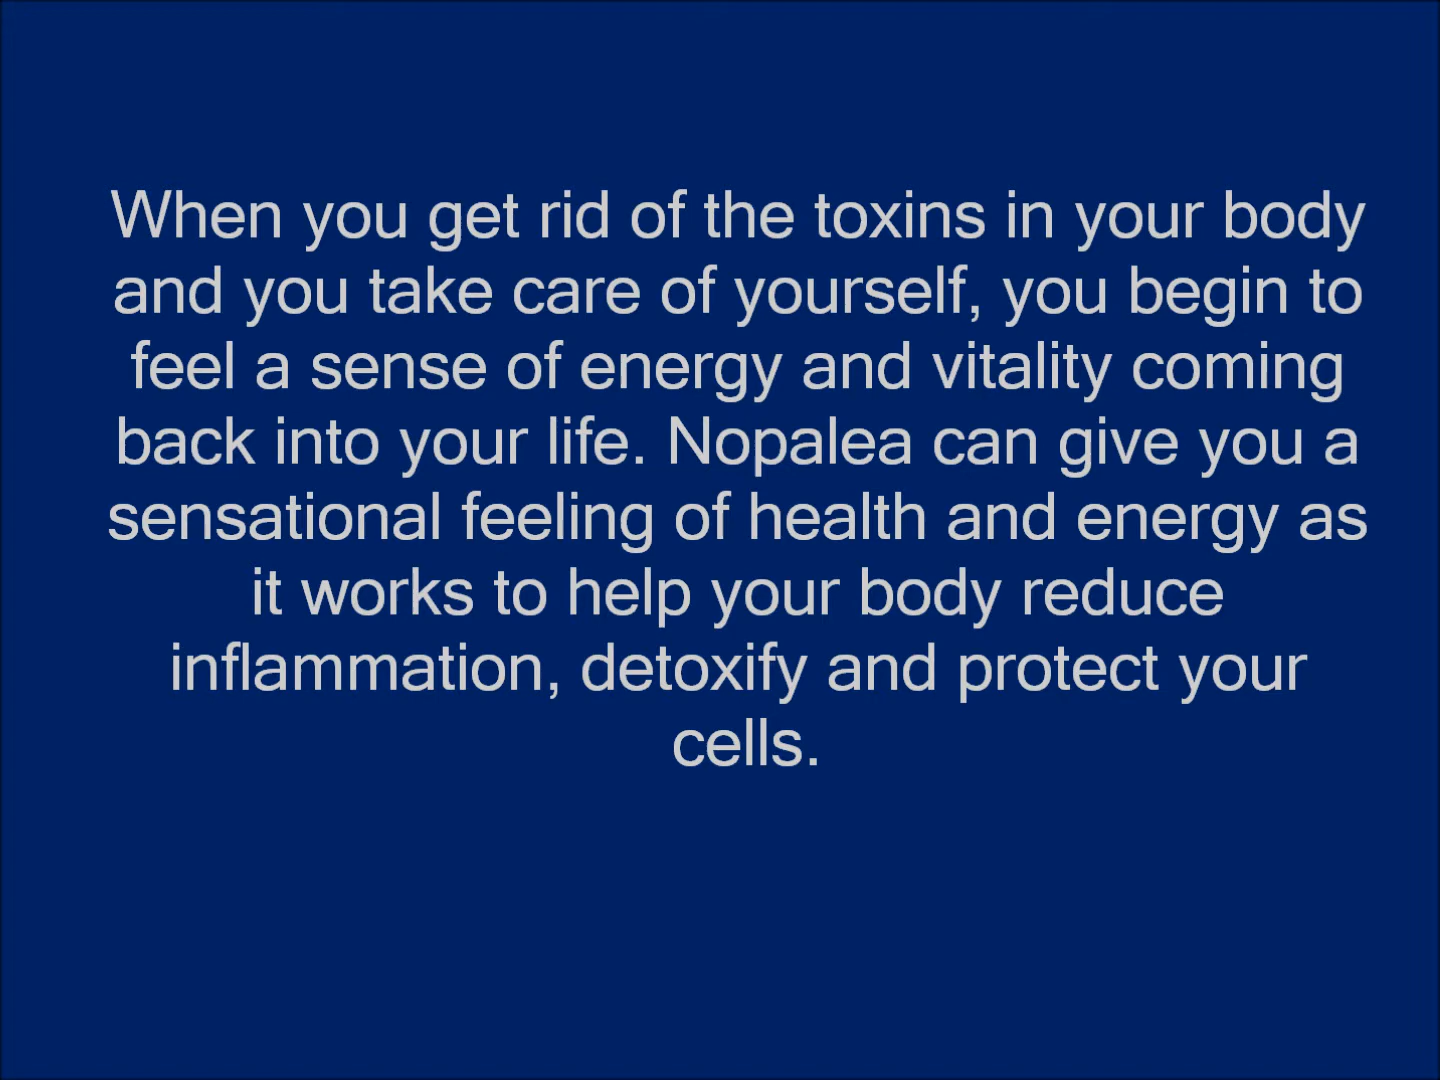 When you get rid of the toxins in your body
and you take care of yourself, you begin to
feel a sense of energy and vitality coming
back into your life. Nopalea can give you a
sensational feeling of health and energy as
it works to help your body reduce
inflammation, detoxify and protect your
cells.